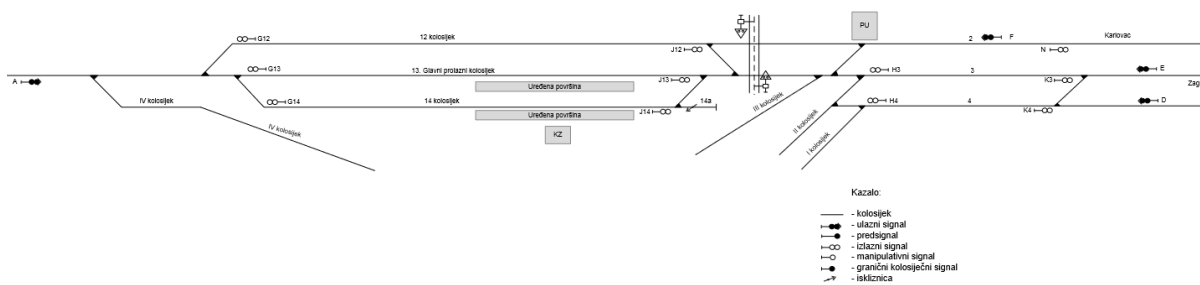 PU
G12
12 kolosijek
J12
2
F
N
Karlovac
A
G13
13. Glavni prolazni kolosijek
J13
H3
3
K3
E
Zag
Uređena površina
IV kolosijek
G14
14 kolosijek
14a
J14
Uređena površina
KZ
IV kolosijek
III kolosijek
II kolosijek
I kolosijek
H4
4
K4
D
Kazalo:
- kolosijek
- ulazni signal
- predsignal
- izlazni signal
- manipulativni signal
- granični kolosiječni signal
- iskliznica